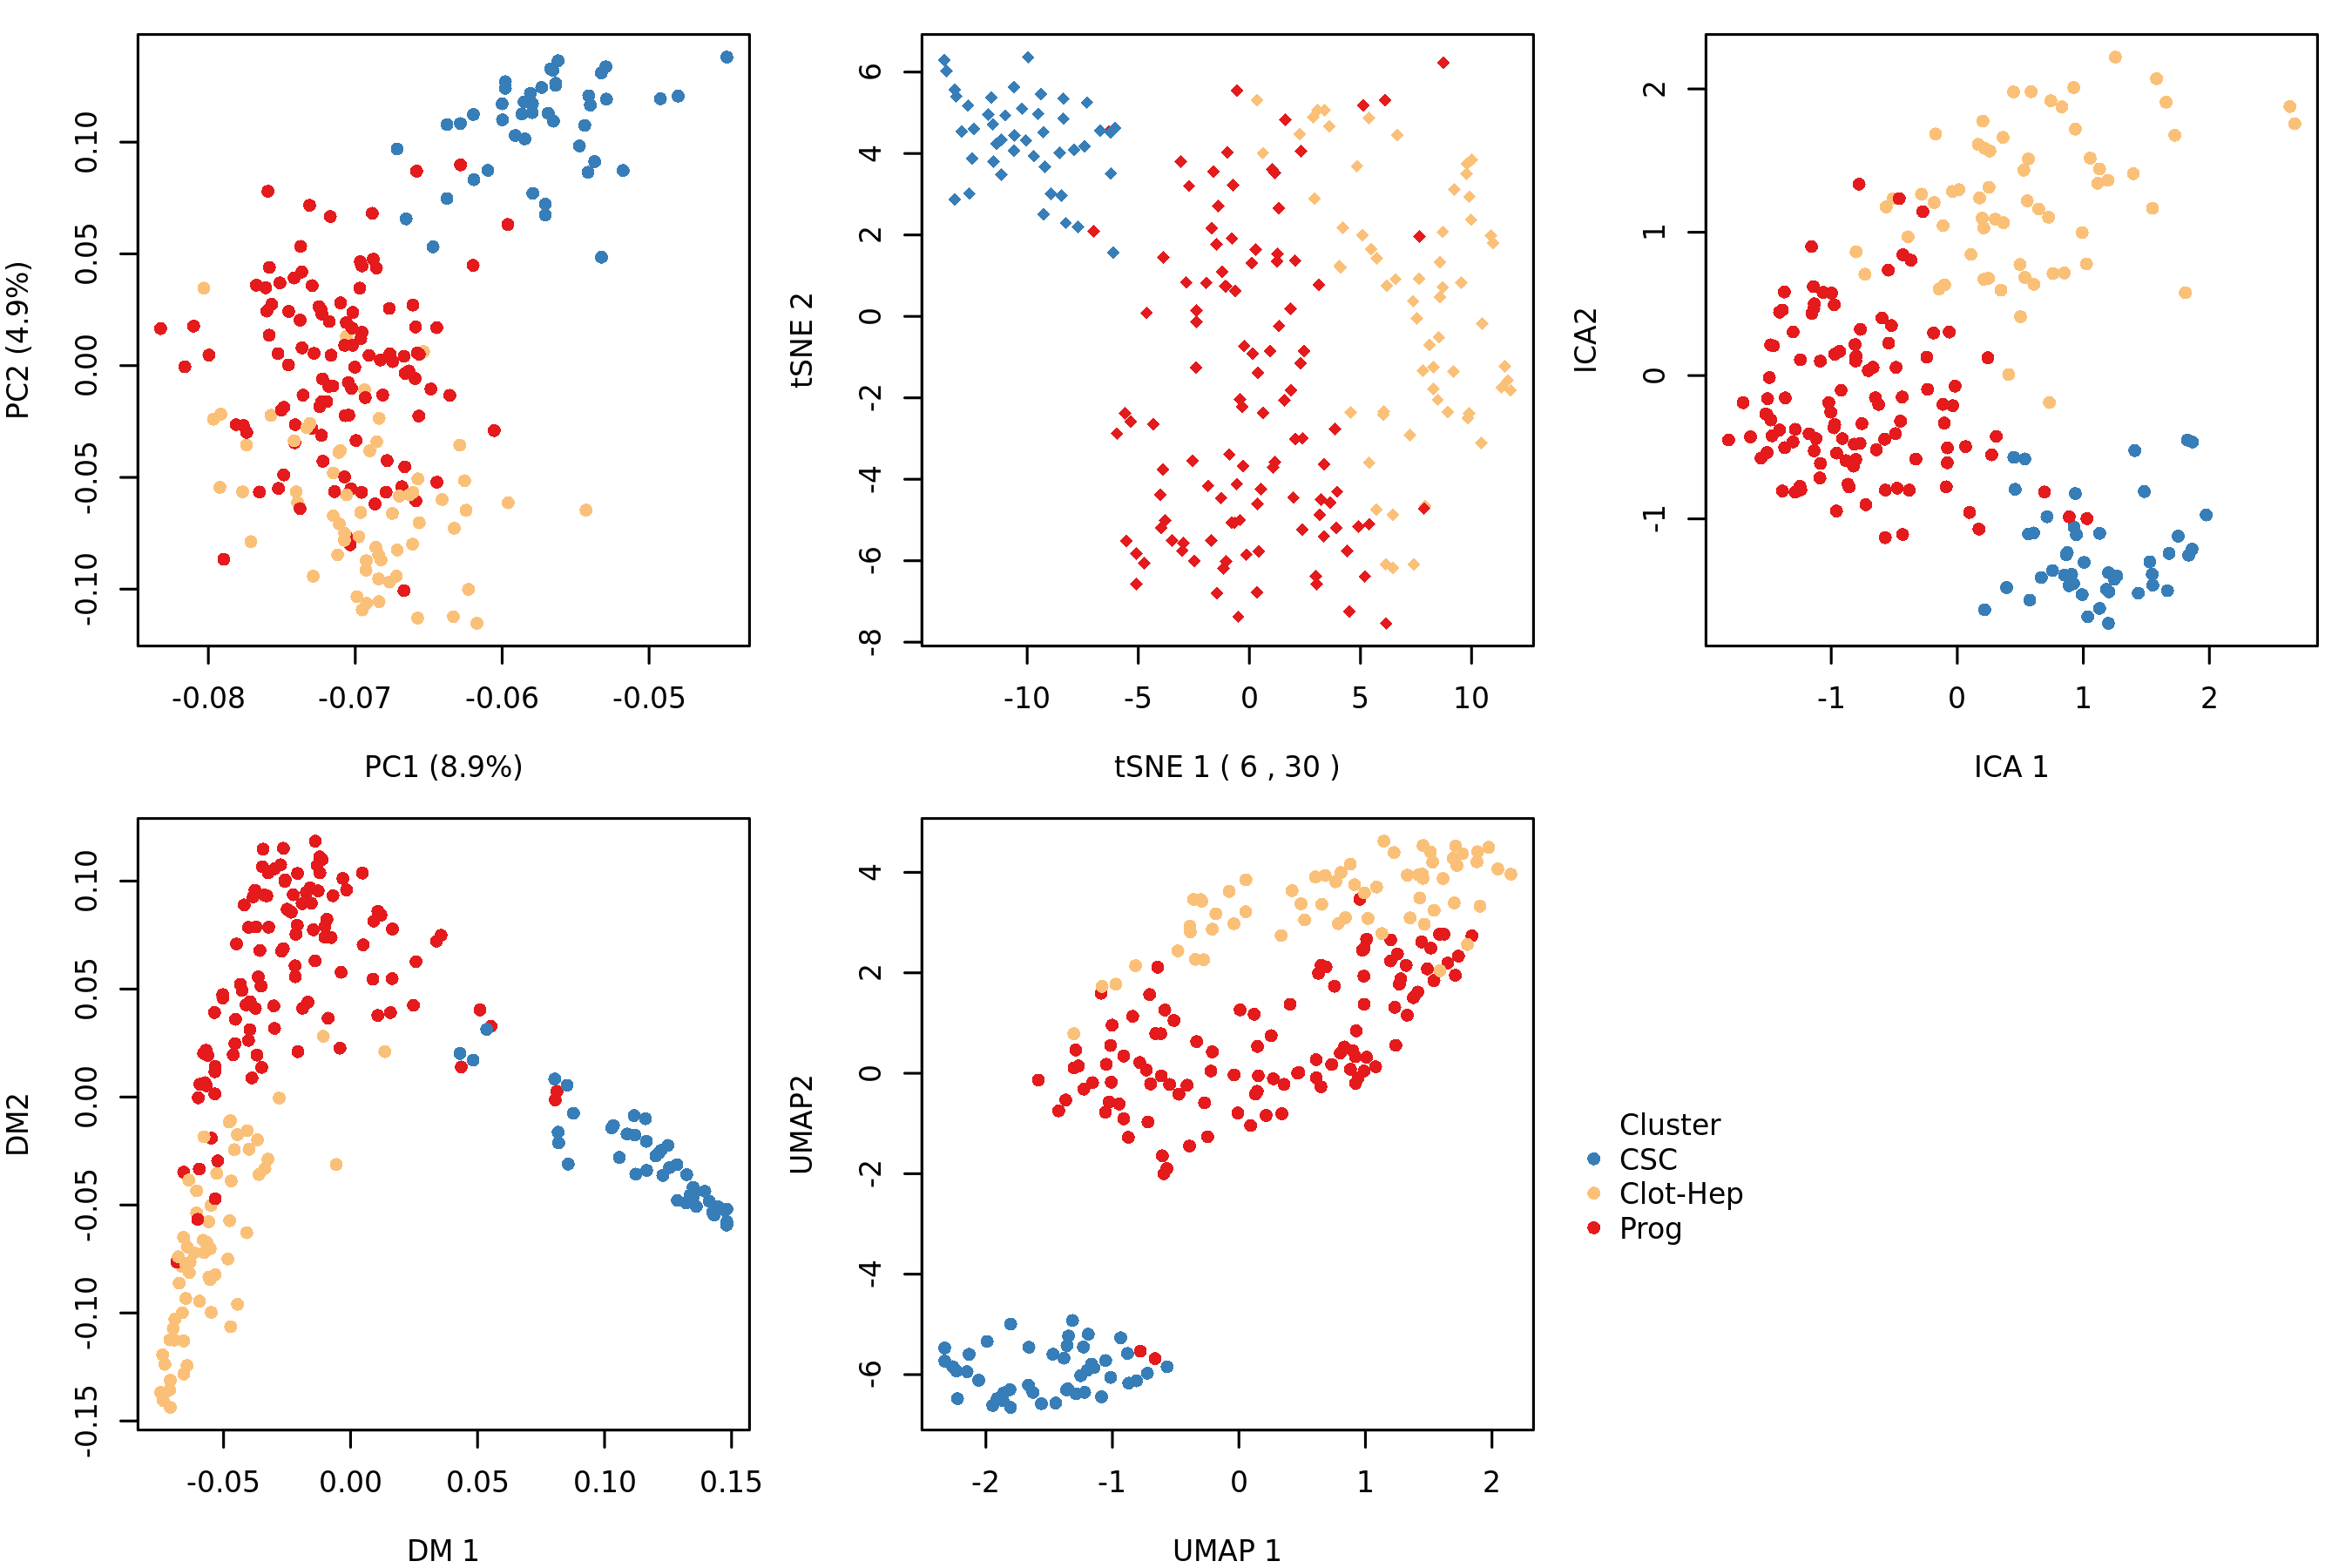 0.10
0.05
0.00
-0.05
-0.10
PC2 (4.9%)
-0.08 -0.07 -0.06 -0.05
PC1 (8.9%)
6
4
2
0
-2
-4
-6
-8
tSNE 2
-10 -5 0 5 10
tSNE 1 ( 6 , 30 )
2
1
0
-1
ICA2
-1 0 1 2
ICA 1
0.10
0.05
0.00
-0.05
-0.10
-0.15
DM2
-0.05 0.00 0.05 0.10 0.15
DM 1
4
2
0
-2
-4
-6
UMAP2
-2 -1 0 1 2
UMAP 1
Cluster
CSC
Clot-Hep
Prog